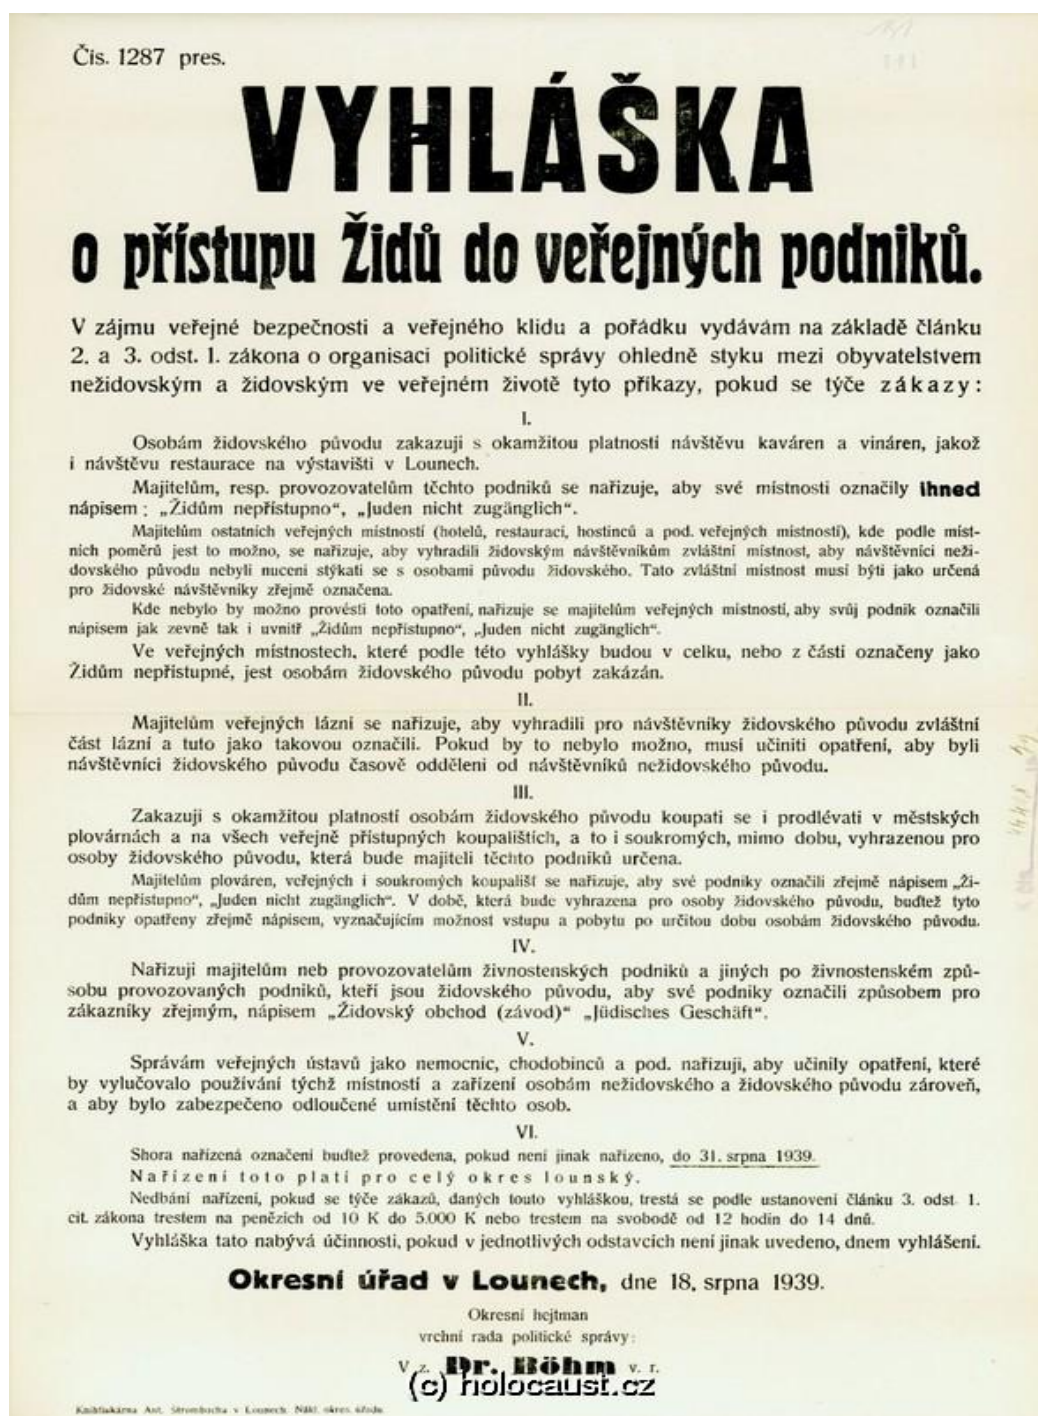 Čís. 1287 pres.
VYHLÁŠKA
o přístupu Židů do veřejných podniků.
V zájmu veřejné bezpečnosti a veřejného klidu a pořádku vydávám na základě článku
2. a 3. odst. 1. zákona o organisaci politické správy ohledně styku mezi obyvatelstvem
nežidovským a židovským ve veřejném životě tyto příkazy, pokud se týče zákazy:
I.
Osobám židovského původu zakazuji s okamžitou platností návštěvu kaváren a vináren, jakož
i návštěvu restaurace na výstavišti v Lounech.
Majitelům, resp. provozovatelům těchto podniků se nařizuje, aby své místnosti označily ihned
nápisem: „Židům nepřístupno“, „Juden nicht zugänglich“.
Majitelům ostatních veřejných místností (hotelů, restaurací, hostinců a pod. veřejných místností), kde podle míst-
ních poměrů jest to možno, se nařizuje, aby vyhradili židovským návštěvníkům zvláštní místnost, aby návštěvníci neži-
dovského původu nebyli nuceni stýkati se s osobami původu židovského. Tato zvláštní místnost musí býti jako určená
pro židovské návštěvníky zřejmě označena.
Kde nebylo by možno provésti toto opatření, nařizuje se majitelům veřejných místností, aby svůj podnik označili
nápisem jak zevně tak i uvnitř „Židům nepřístupno“, „Juden nicht zugänglich“.
Ve veřejných místnostech, které podle této vyhlášky budou v celku, nebo z části označeny jako
Židům nepřístupné, jest osobám židovského původu pobyt zakázán.
II.
Majitelům veřejných lázní se nařizuje, aby vyhradili pro návštěvníky židovského původu zvláštní
část lázní a tuto jako takovou označili. Pokud by to nebylo možno, musí učiniti opatření, aby byli
návštěvníci židovského původu časově odděleni od návštěvníků nežidovského původu.
III.
Zakazuji s okamžitou platností osobám židovského původu koupati se i prodlévati v městských
plovárnách a na všech veřejně přístupných koupalištích, a to i soukromých, mimo dobu, vyhrazenou pro
osoby židovského původu, která bude majiteli těchto podniků určena.
Majitelům plováren, veřejných i soukromých koupališť se nařizuje, aby své podniky označili zřejmě nápisem „Ži-
dům nepřístupno“, „Juden nicht zugänglich“. V době, která bude vyhrazena pro osoby židovského původu, buďtež tyto
podniky opatřeny zřejmě nápisem, vyznačujícím možnost vstupu a pobytu po určitou dobu osobám židovského původu.
IV.
Nařizuji majitelům neb provozovatelům živnostenských podniků a jiných po živnostenském způ-
sobu provozovaných podniků, kteří jsou židovského původu, aby své podniky označili způsobem pro
zákazníky zřejmým, nápisem „Židovský obchod (závod)“ „Jüdisches Geschäft“.
V.
Správám veřejných ústavů jako nemocnic, chodobinců a pod. nařizuji, aby učinily opatření, které
by vylučovalo používání týchž místností a zařízení osobám nežidovského a židovského původu zároveň,
a aby bylo zabezpečeno odloučené umístění těchto osob.
VI.
Shora nařízená označení buďtež provedena, pokud není jinak nařízeno, do 31. srpna 1939.
Nařízení toto platí pro celý okres lounský.
Nedbání nařízení, pokud se týče zákazů, daných touto vyhláškou, trestá se podle ustanovení článku 3. odst. 1.
cit. zákona trestem na penězích od 10 K do 5.000 K nebo trestem na svobodě od 12 hodin do 14 dnů.
Vyhláška tato nabývá účinnosti, pokud v jednotlivých odstavcích není jinak uvedeno, dnem vyhlášení.
Okresní úřad v Lounech, dne 18. srpna 1939.
Okresní hejtman
vrchní rada politické správy:
V z. Dr. Böhm v. r.
(c) holocaust.cz
Knihtiskárna Ant. Strombacha v Lounech. Nákl. okres. úřadu.